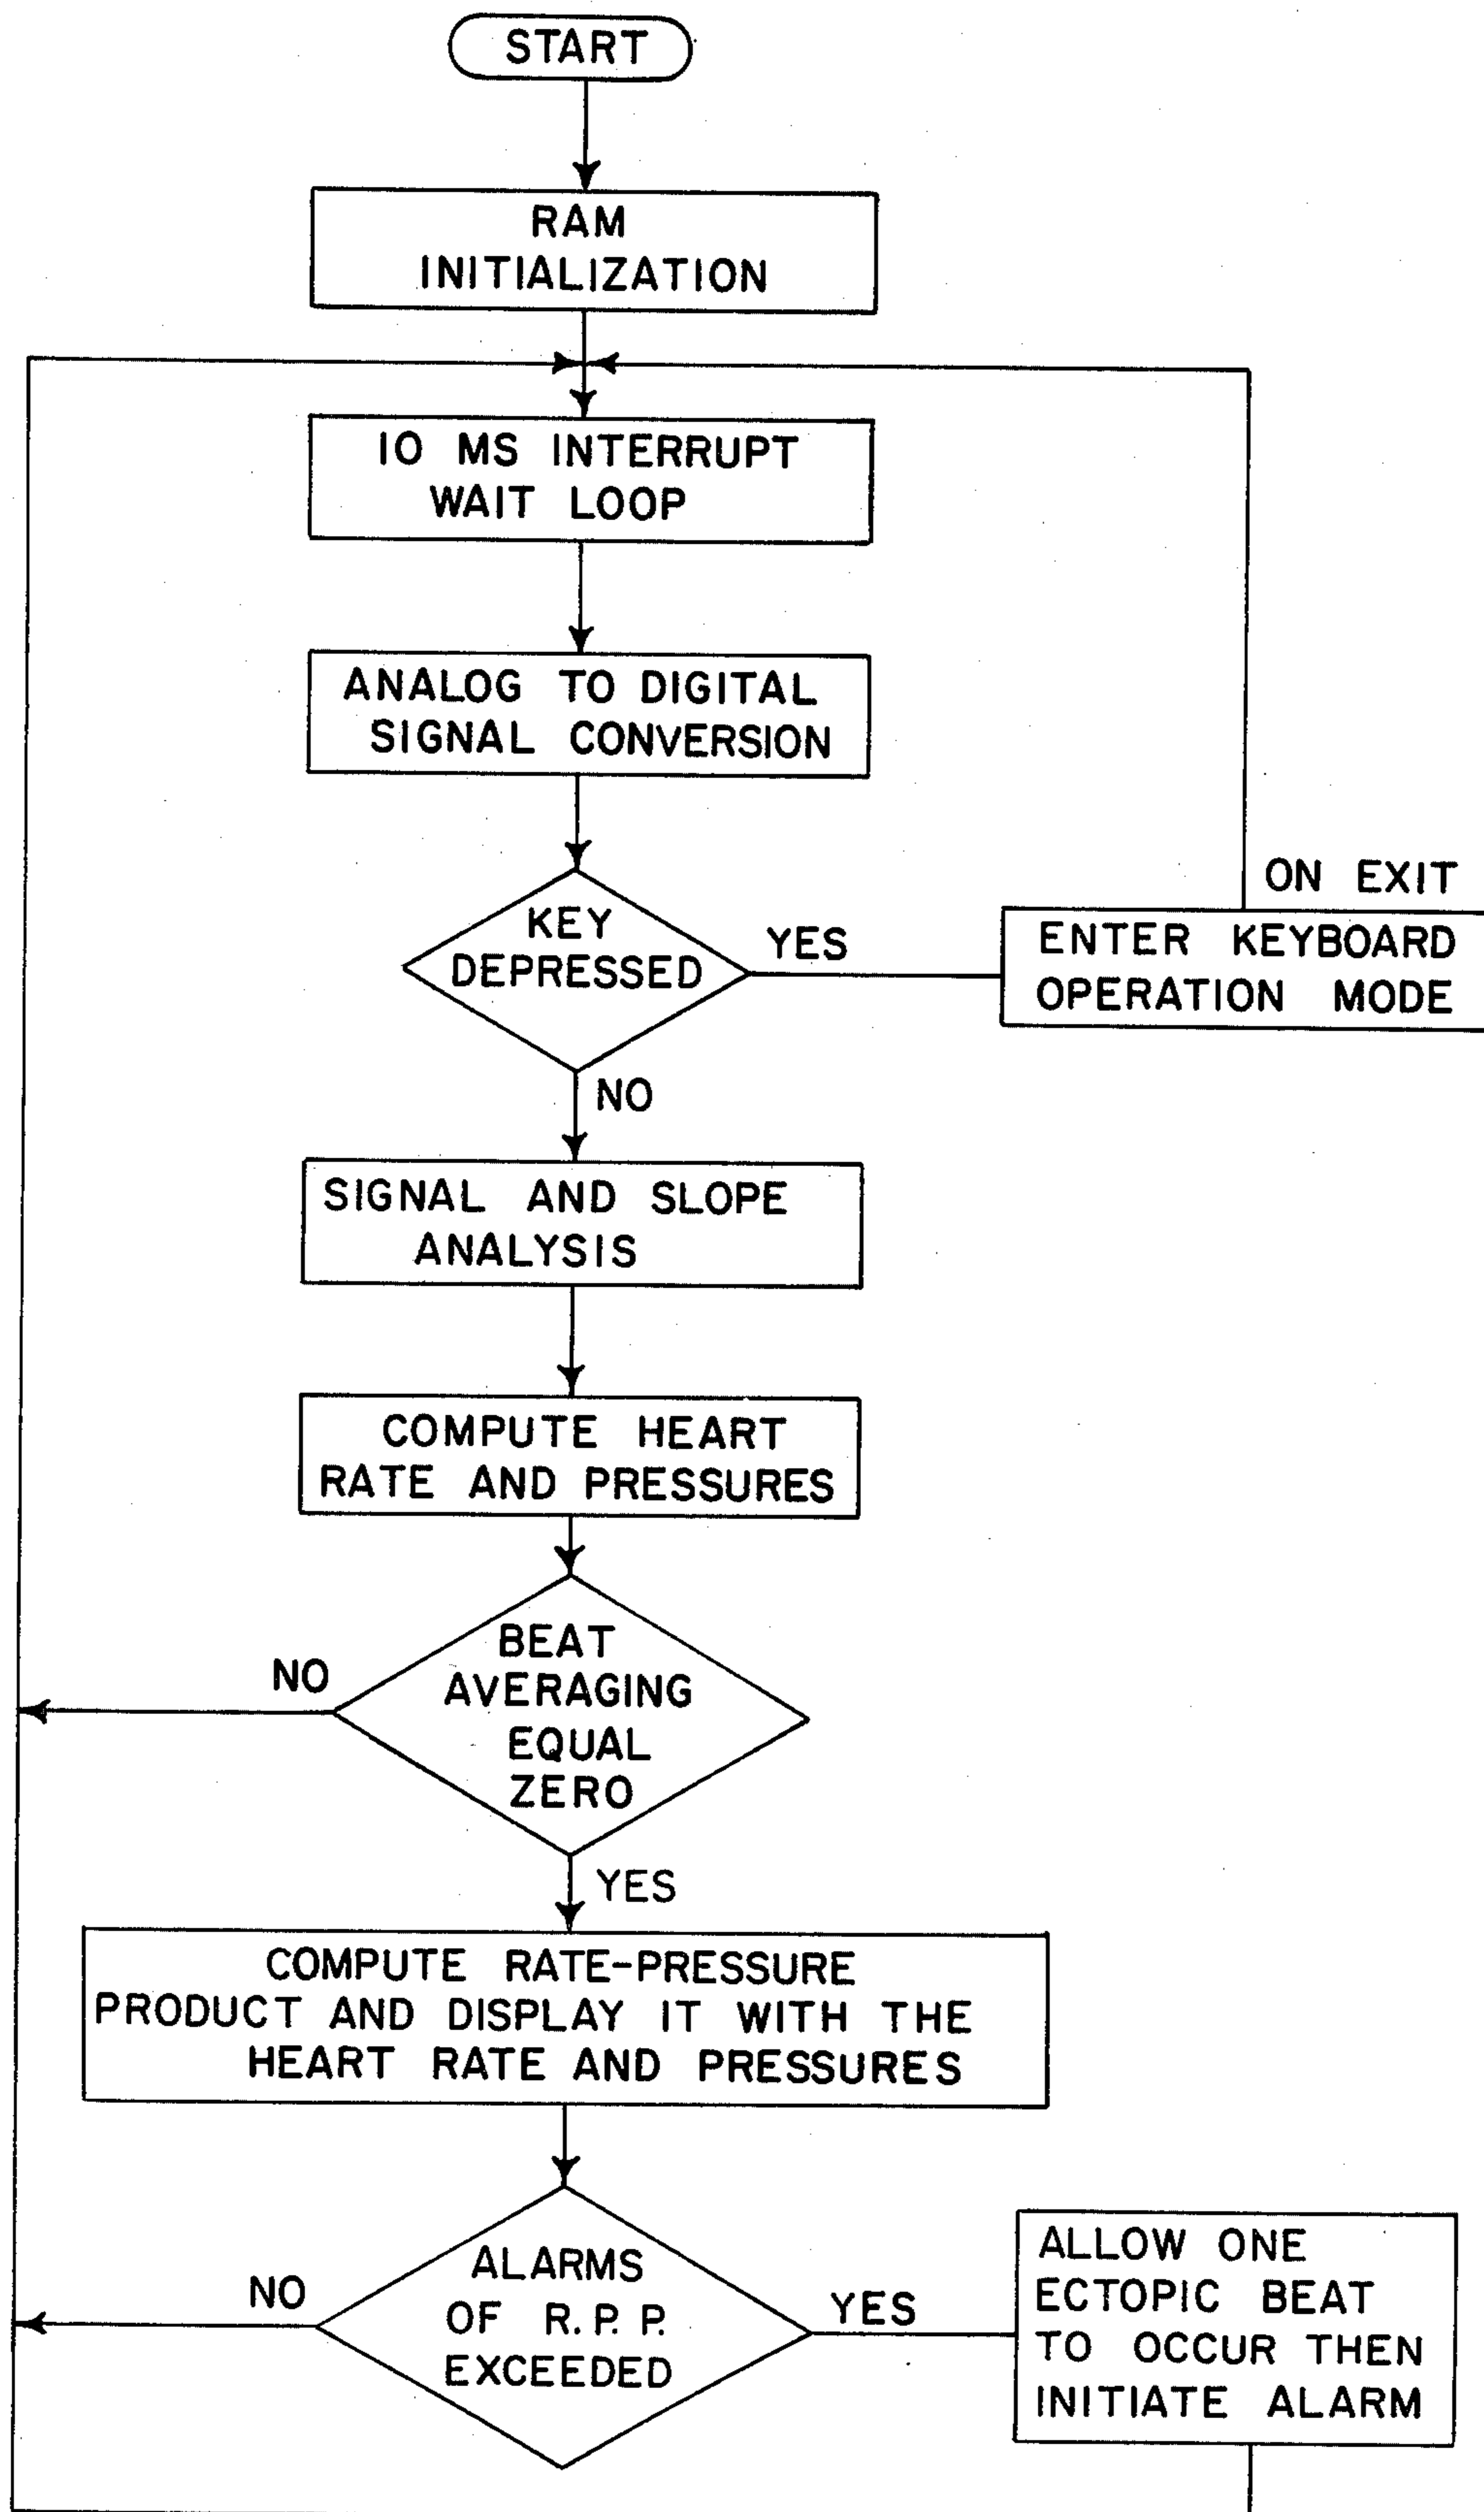 START
RAM
INITIALIZATION
10 MS INTERRUPT
WAIT LOOP
ANALOG TO DIGITAL
SIGNAL CONVERSION
KEY
DEPRESSED
YES
ON EXIT
ENTER KEYBOARD
OPERATION MODE
NO
SIGNAL AND SLOPE
ANALYSIS
COMPUTE HEART
RATE AND PRESSURES
BEAT
AVERAGING
EQUAL
ZERO
NO
YES
COMPUTE RATE-PRESSURE
PRODUCT AND DISPLAY IT WITH THE
HEART RATE AND PRESSURES
ALARMS
OF R.P.P.
EXCEEDED
NO
YES
ALLOW ONE
ECTOPIC BEAT
TO OCCUR THEN
INITIATE ALARM